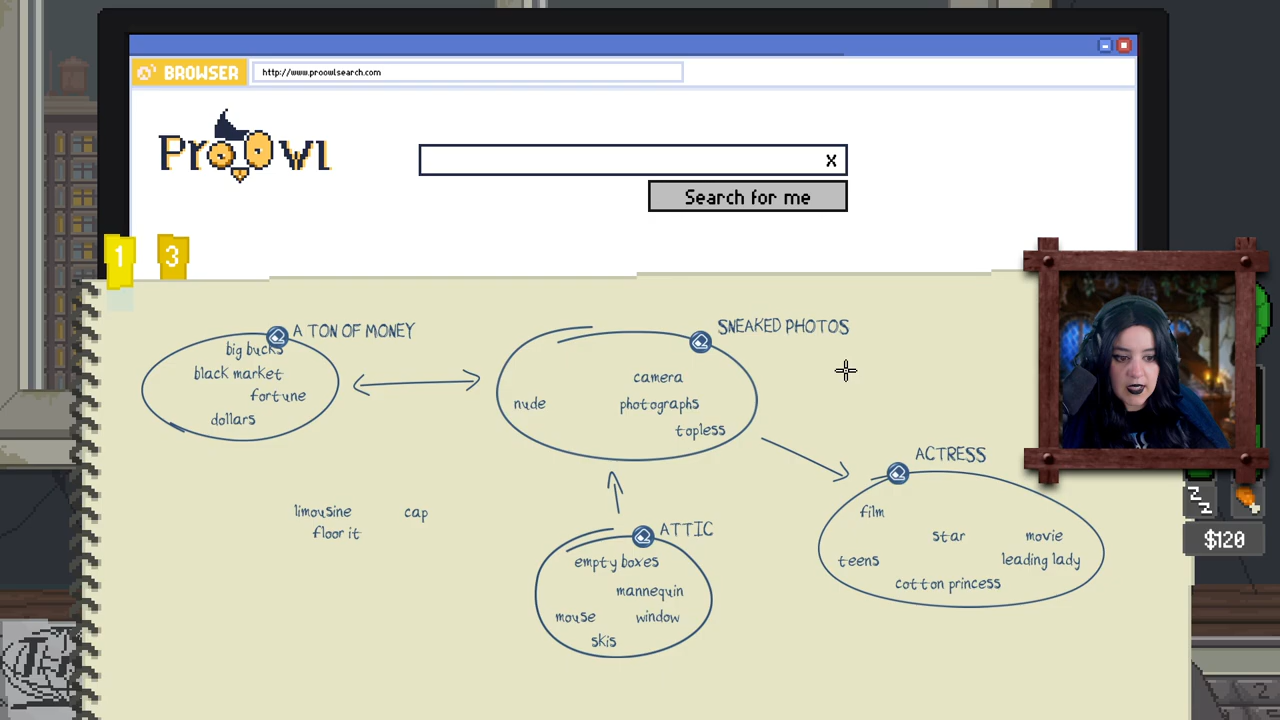 BROWSER
http://www.proowlsearch.com
PrOOwl
X
Search for me
1 3
A TON OF MONEY
big bucks
black market
fortune
dollars
SNEAKED PHOTOS
camera
nude photographs
topless
ACTRESS
film
star movie
teens leading lady
cotton princess
limousine cap
floor it
ATTIC
empty boxes
mannequin
mouse window
skis
$120